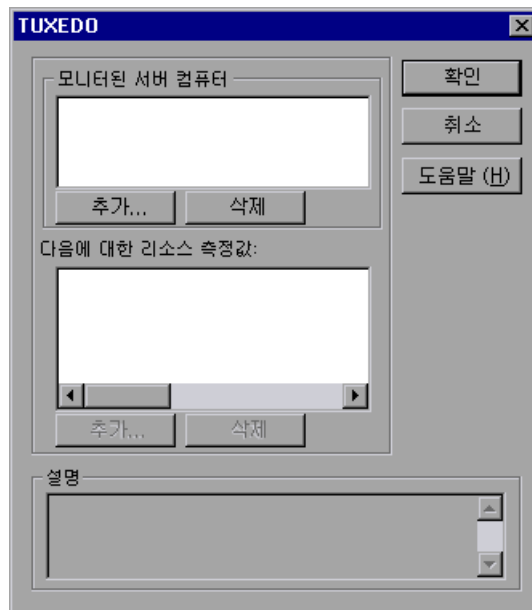 TUXEDO
모니터된 서버 컴퓨터
추가...
삭제
다음에 대한 리소스 측정값:
추가...
삭제
설명
확인
취소
도움말 (H)